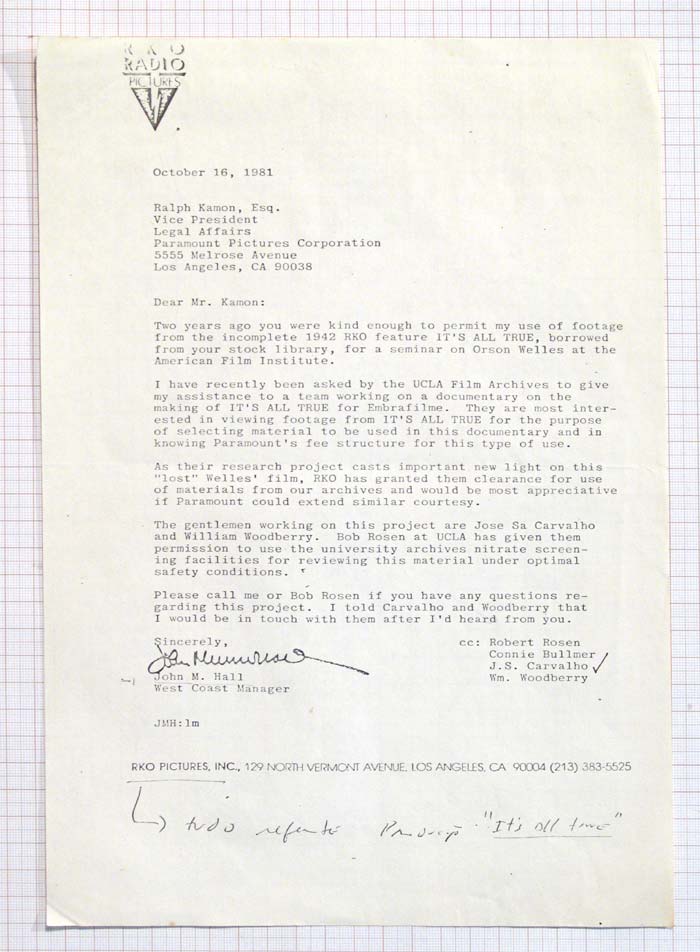 RKO
RADIO
PICTURES
October 16, 1981
Ralph Kamon, Esq.
Vice President
Legal Affairs
Paramount Pictures Corporation
5555 Melrose Avenue
Los Angeles, CA 90038
Dear Mr. Kamon:
Two years ago you were kind enough to permit my use of footage
from the incomplete 1942 RKO feature IT'S ALL TRUE, borrowed
from your stock library, for a seminar on Orson Welles at the
American Film Institute.
I have recently been asked by the UCLA Film Archives to give
my assistance to a team working on a documentary on the
making of IT'S ALL TRUE for Embrafilme. They are most inter-
ested in viewing footage from IT'S ALL TRUE for the purpose
of selecting material to be used in this documentary and in
knowing Paramount's fee structure for this type of use.
As their research project casts important new light on this
"lost" Welles' film, RKO has granted them clearance for use
of materials from our archives and would be most appreciative
if Paramount could extend similar courtesy.
The gentlemen working on this project are Jose Sa Carvalho
and William Woodberry. Bob Rosen at UCLA has given them
permission to use the university archives nitrate screen-
ing facilities for reviewing this material under optimal
safety conditions.
Please call me or Bob Rosen if you have any questions re-
garding this project. I told Carvalho and Woodberry that
I would be in touch with them after I'd heard from you.
Sincerely,
John M. Hall
West Coast Manager
cc: Robert Rosen
Connie Bullmer
J.S. Carvalho
Wm. Woodberry
JMH:lm
RKO PICTURES, INC., 129 NORTH VERMONT AVENUE, LOS ANGELES, CA 90004 (213) 383-5525
tudo "It's all true"